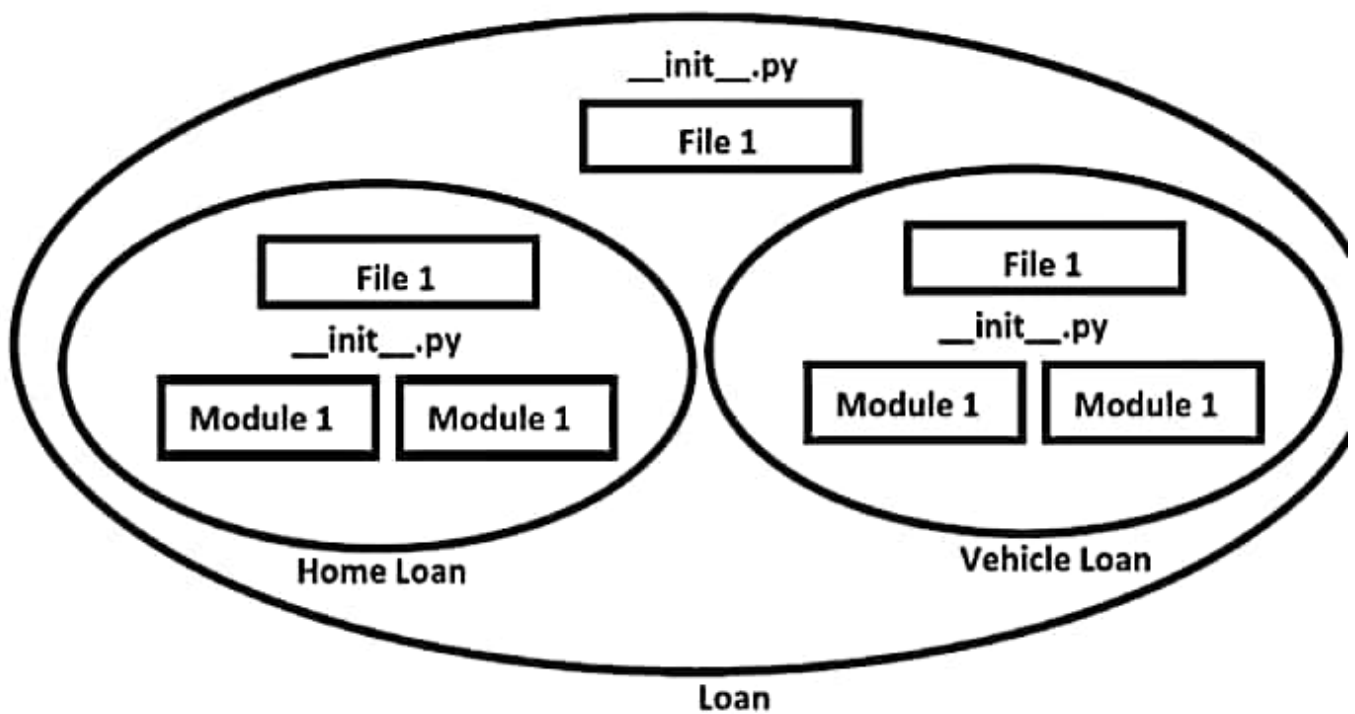 __init__.py
File 1
File 1
__init__.py
Module 1
Module 1
Home Loan
File 1
__init__.py
Module 1
Module 1
Vehicle Loan
Loan